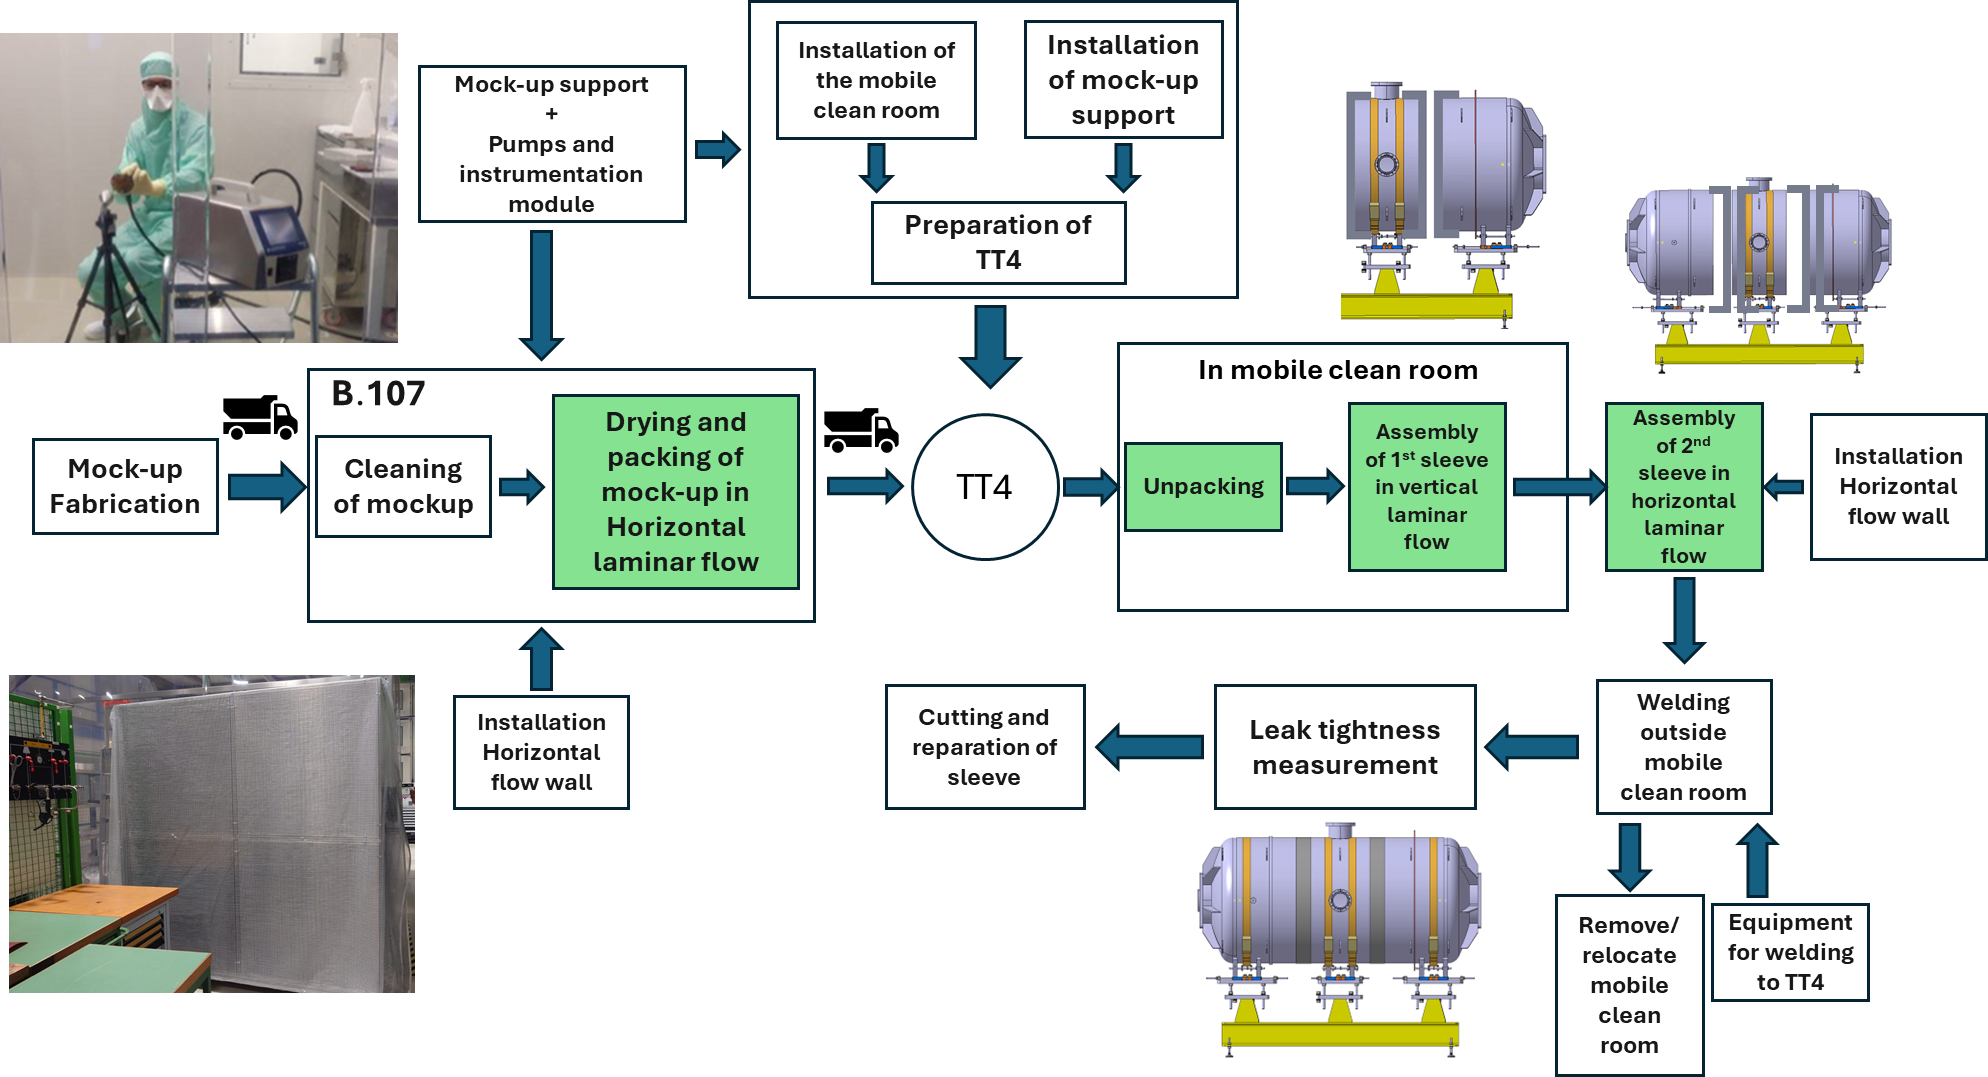 Mock-up support
+
Pumps and
instrumentation
module
Installation of
the mobile
clean room
Installation
of mock-up
support
Preparation of
TT4
Mock-up
Fabrication
B.107
Cleaning
of mockup
Drying and
packing of
mock-up in
Horizontal
laminar flow
Installation
Horizontal
flow wall
TT4
In mobile clean room
Unpacking
Assembly
of 1st sleeve
in vertical
laminar
flow
Assembly
of 2nd
sleeve in
horizontal
laminar
flow
Installation
Horizontal
flow wall
Welding
outside
mobile
clean room
Remove/
relocate
mobile
clean
room
Equipment
for welding
to TT4
Leak tightness
measurement
Cutting and
reparation of
sleeve